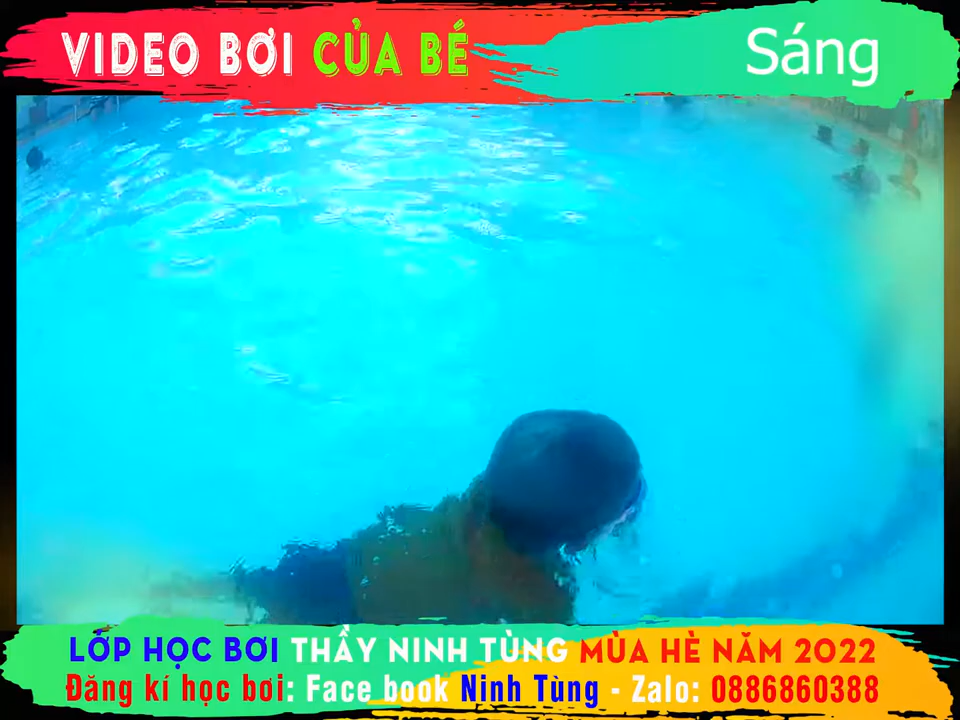 VIDEO BƠI CỦA BÉ
Sáng
LỚP HỌC BƠI THẦY NINH TÙNG MÙA HÈ NĂM 2022
Đăng kí học bơi: Face book Ninh Tùng - Zalo: 0886860388